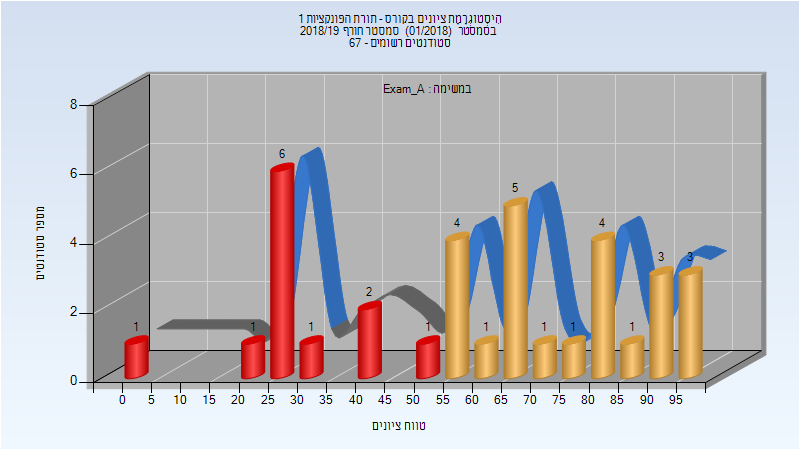 היסטוגרמת ציונים בקורס - תורת הפונקציות 1
בסמסטר (01/2018) סמסטר חורף 2018/19
סטודנטים רשומים - 67
במשימה : Exam_A
מספר סטודנטים
8
6
4
2
0
1
1
6
1
2
1
4
1
5
1
1
4
1
3
3
0 5 10 15 20 25 30 35 40 45 50 55 60 65 70 75 80 85 90 95
טווח ציונים